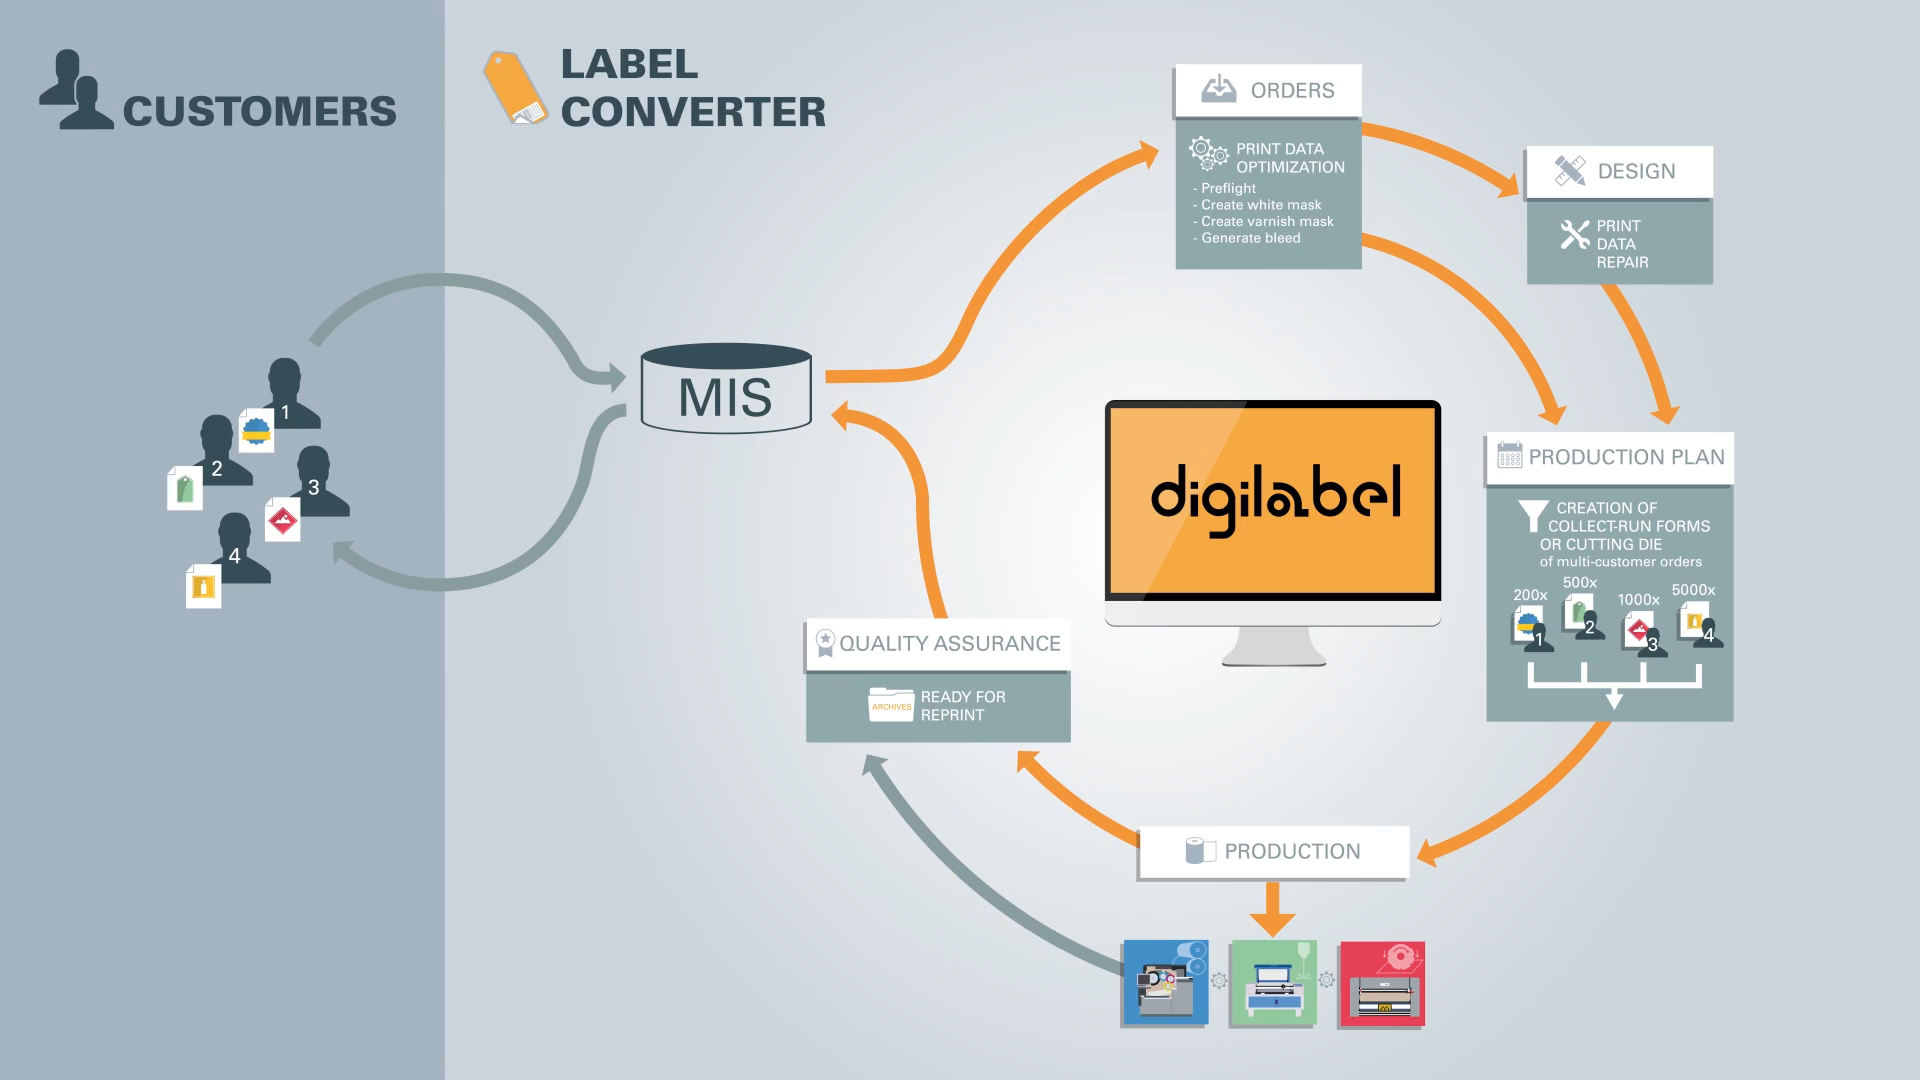 CUSTOMERS
LABEL
CONVERTER
ORDERS
PRINT DATA
OPTIMIZATION
- Preflight
- Create white mask
- Create varnish mask
- Generate bleed
DESIGN
PRINT
DATA
REPAIR
MIS
1
2
3
4
digilabel
PRODUCTION PLAN
CREATION OF
COLLECT-RUN FORMS
OR CUTTING DIE
of multi-customer orders
200x
500x
1000x
5000x
1
2
3
4
QUALITY ASSURANCE
ARCHIVES
READY FOR
REPRINT
PRODUCTION